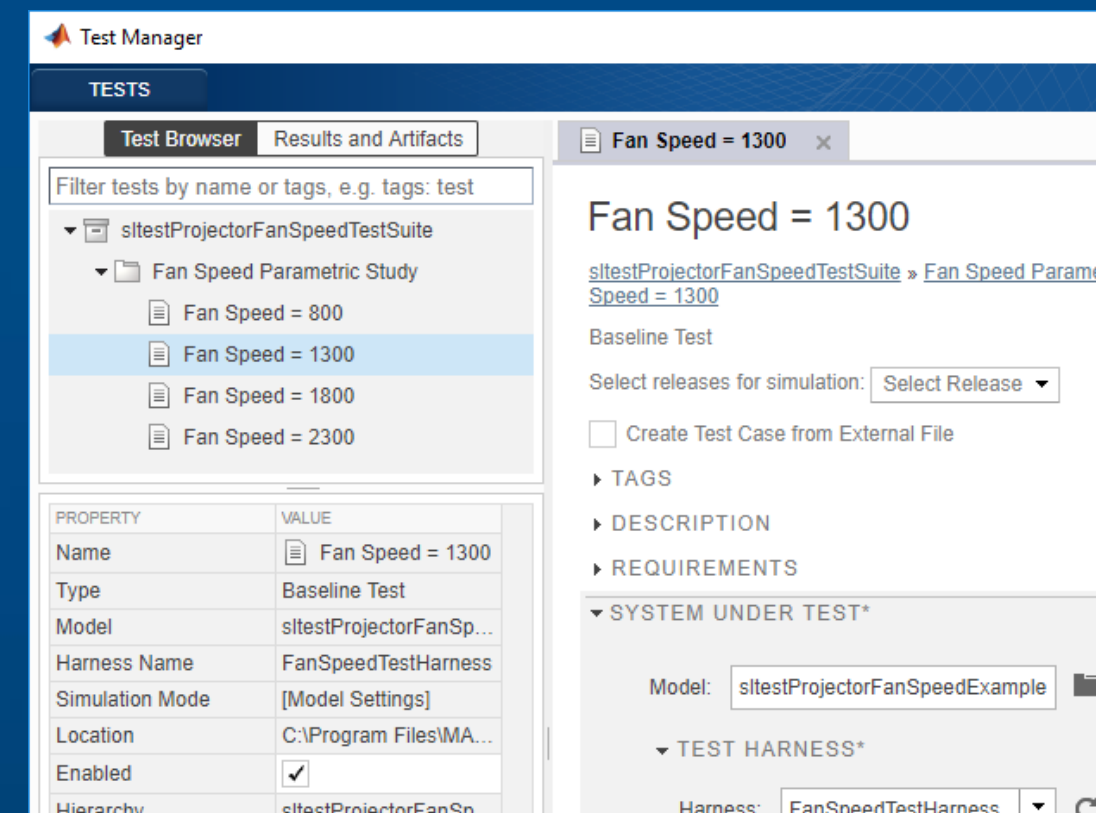 Test Manager
TESTS
Test Browser
Results and Artifacts
Filter tests by name or tags, e.g. tags: test
sltestProjectorFanSpeedTestSuite
Fan Speed Parametric Study
Fan Speed = 800
Fan Speed = 1300
Fan Speed = 1800
Fan Speed = 2300
PROPERTY VALUE
Name Fan Speed = 1300
Type Baseline Test
Model sltestProjectorFanSp...
Harness Name FanSpeedTestHarness
Simulation Mode [Model Settings]
Location C:\Program Files\MA...
Enabled
Hierarchy sltestProjectorFanSp
Fan Speed = 1300
Fan Speed = 1300
sltestProjectorFanSpeedTestSuite » Fan Speed Parame
Speed = 1300
Baseline Test
Select releases for simulation: Select Release
Create Test Case from External File
TAGS
DESCRIPTION
REQUIREMENTS
SYSTEM UNDER TEST*
Model: sltestProjectorFanSpeedExample
TEST HARNESS*
Harness: FanSpeedTestHarness